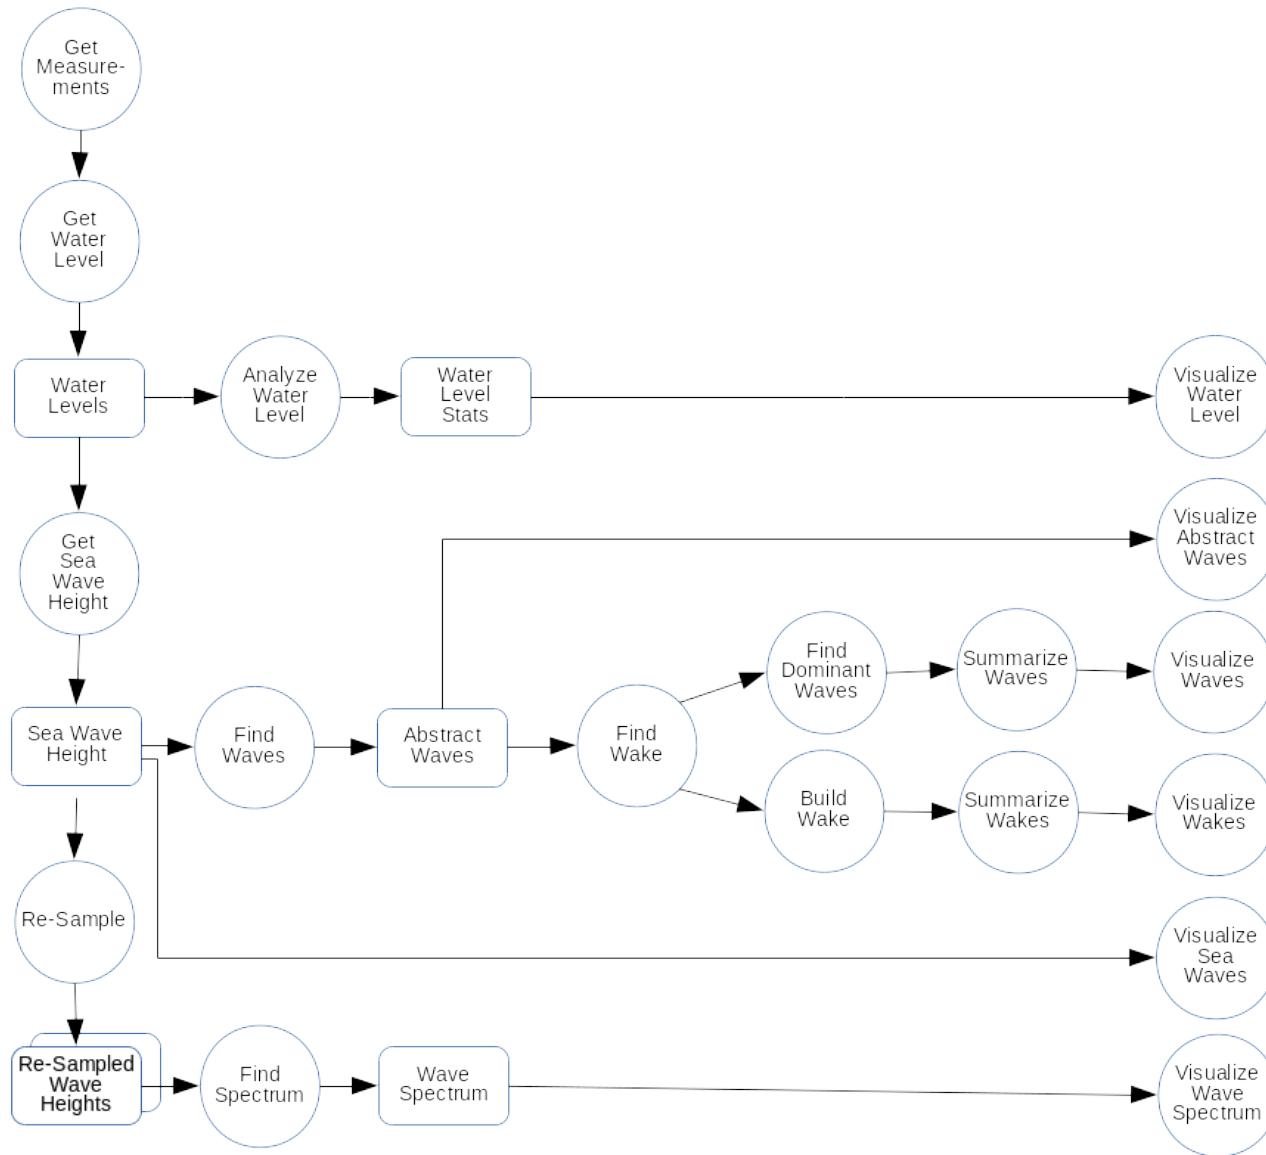 Get
Measure-
ments
Get
Water
Level
Water
Levels
Analyze
Water
Level
Water
Level
Stats
Visualize
Water
Level
Get
Sea
Wave
Height
Visualize
Abstract
Waves
Find
Dominant
Waves
Summarize
Waves
Visualize
Waves
Sea Wave
Height
Find
Waves
Abstract
Waves
Find
Wake
Build
Wake
Summarize
Wakes
Visualize
Wakes
Re-Sample
Visualize
Sea
Waves
Re-Sampled
Wave
Heights
Find
Spectrum
Wave
Spectrum
Visualize
Wave
Spectrum